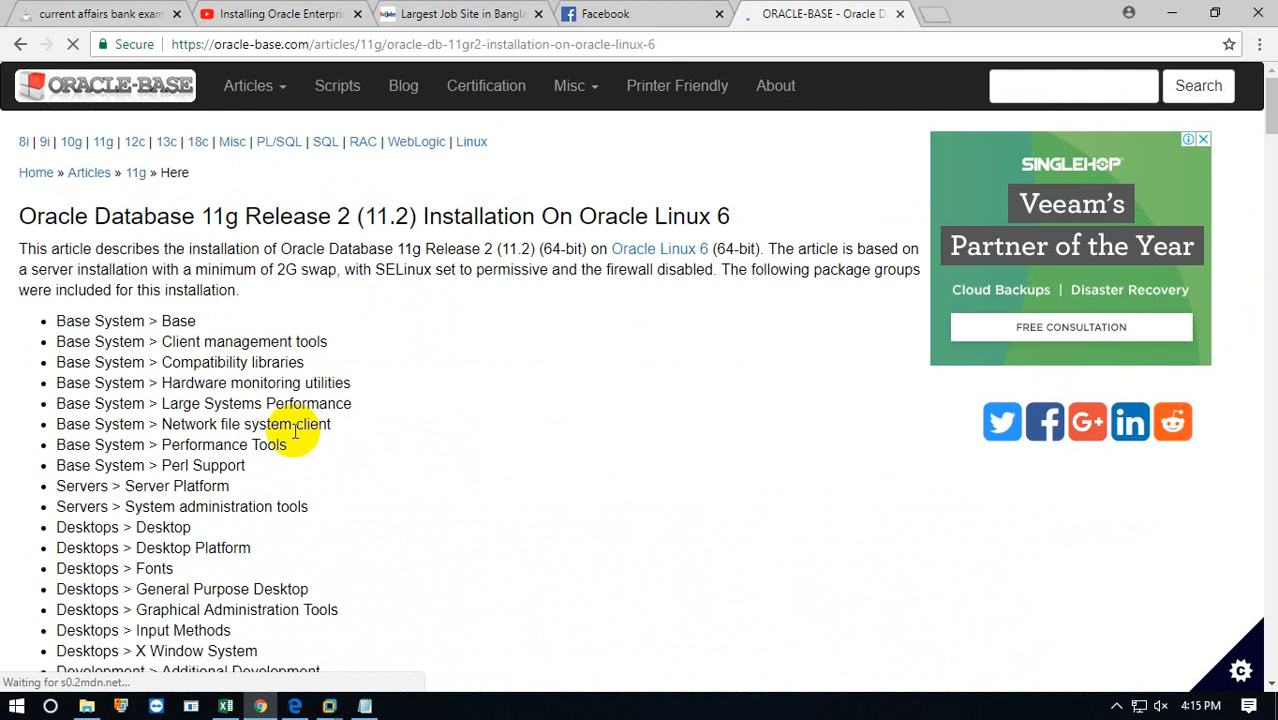 current affairs bank exam
Installing Oracle Enterpri
bdjobs
Largest Job Site in Bangla
Facebook
ORACLE-BASE - Oracle D
Secure
https://oracle-base.com/articles/11g/oracle-db-11gr2-installation-on-oracle-linux-6
ORACLE-BASE
Articles
Scripts
Blog
Certification
Misc
Printer Friendly
About
Search
8i | 9i | 10g | 11g | 12c | 13c | 18c | Misc | PL/SQL | SQL | RAC | WebLogic | Linux
Home » Articles » 11g » Here
Oracle Database 11g Release 2 (11.2) Installation On Oracle Linux 6
This article describes the installation of Oracle Database 11g Release 2 (11.2) (64-bit) on Oracle Linux 6 (64-bit). The article is based on
a server installation with a minimum of 2G swap, with SELinux set to permissive and the firewall disabled. The following package groups
were included for this installation.
Base System > Base
Base System > Client management tools
Base System > Compatibility libraries
Base System > Hardware monitoring utilities
Base System > Large Systems Performance
Base System > Network file system client
Base System > Performance Tools
Base System > Perl Support
Servers > Server Platform
Servers > System administration tools
Desktops > Desktop
Desktops > Desktop Platform
Desktops > Fonts
Desktops > General Purpose Desktop
Desktops > Graphical Administration Tools
Desktops > Input Methods
Desktops > X Window System
Development > Additional Development
SINGLEHOP
Veeam's
Partner of the Year
Cloud Backups | Disaster Recovery
FREE CONSULTATION
Waiting for s0.2mdn.net...
4:15 PM